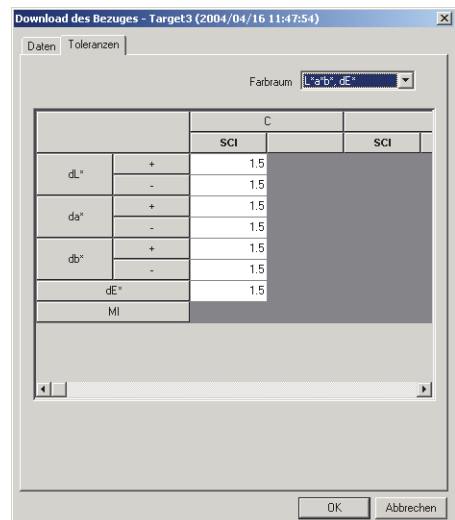 Download des Bezuges - Target3 (2004/04/16 11:47:54)
Daten Toleranzen
Farbraum L*a*b*, dE*
C
SCI SCI
dL* + 1.5
- 1.5
da* + 1.5
- 1.5
db* + 1.5
- 1.5
dE* 1.5
MI
OK Abbrechen